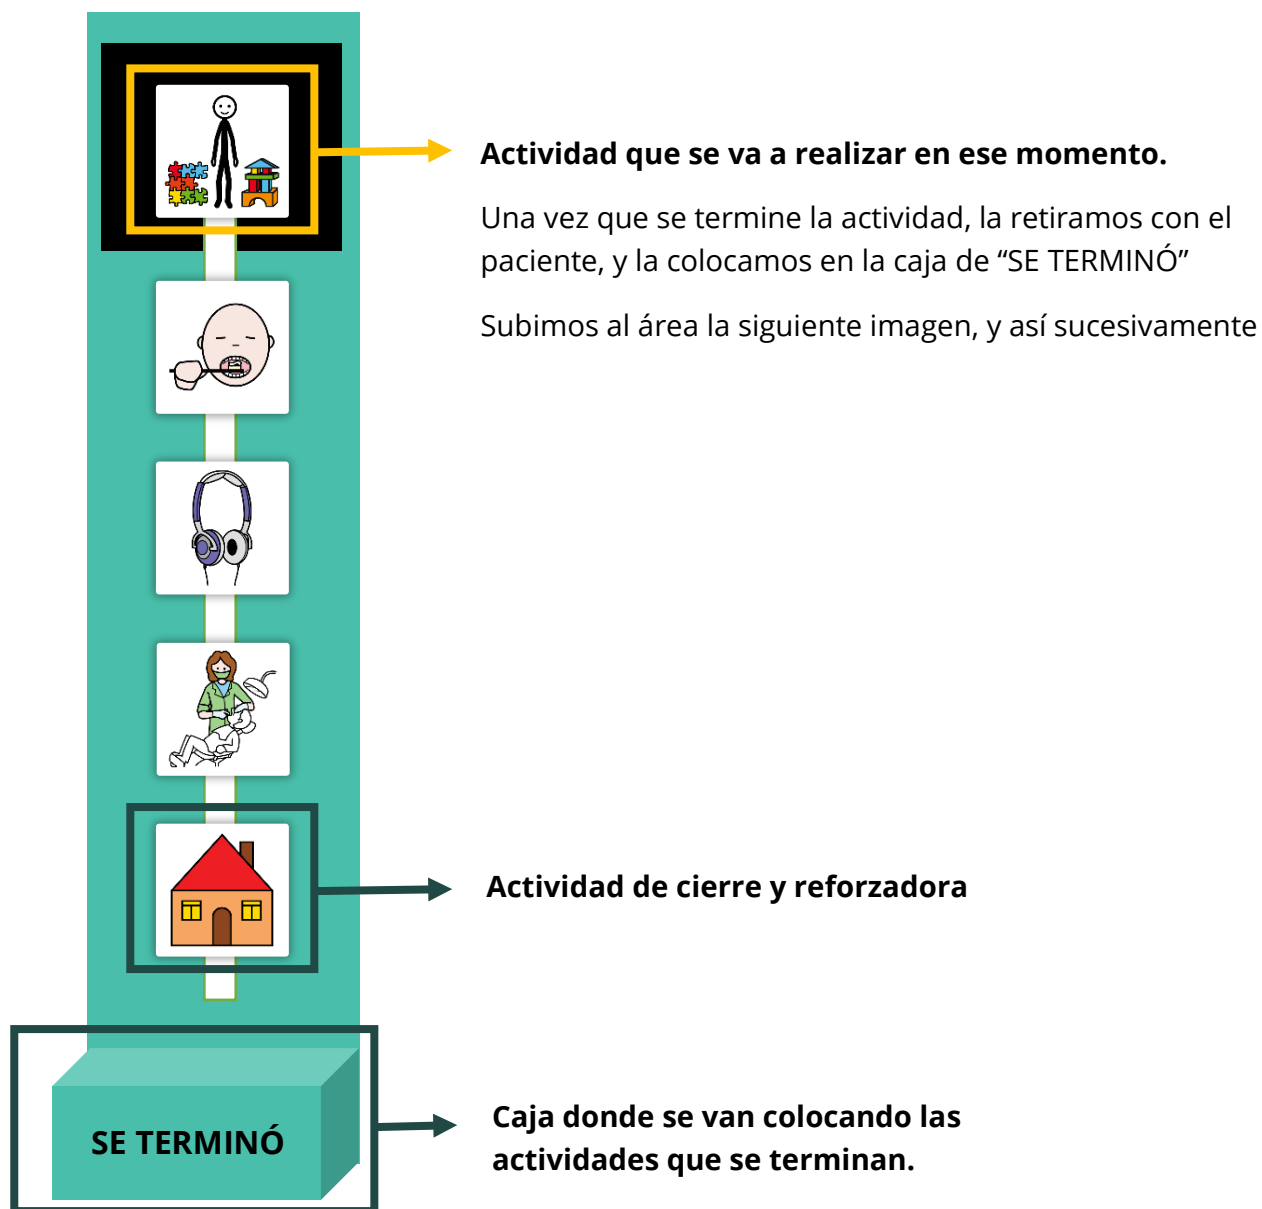 Actividad que se va a realizar en ese momento.
Una vez que se termine la actividad, la retiramos con el
paciente, y la colocamos en la caja de “SE TERMINÓ”
Subimos al área la siguiente imagen, y así sucesivamente
Actividad de cierre y reforzadora
SE TERMINÓ
Caja donde se van colocando las
actividades que se terminan.